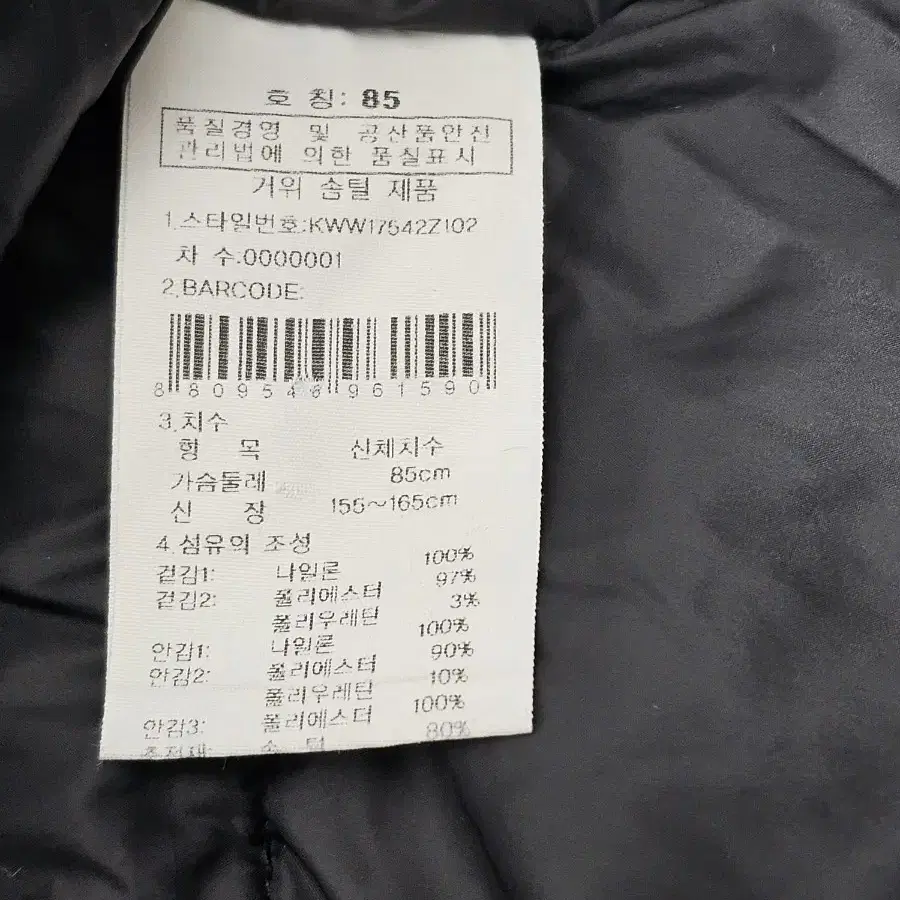 호 칭: 85
품질경영 및 공산품안전
관리법에 의한 품질표시
거위 솜털 제품
1.스타일번호:KWW17542Z102
차 수.0000001
2.BARCODE:
8809548961590
3.치수
항 목 신체치수
가슴둘레 85cm
신 장 155~165cm
4.섬유의 조성
겉감1: 나일론 100%
겉감2: 폴리에스터 97%
폴리우레탄 3%
안감1: 나일론 100%
안감2: 폴리에스터 90%
폴리우레탄 10%
안감3: 폴리에스터 100%
충전재: 솜 털 80%